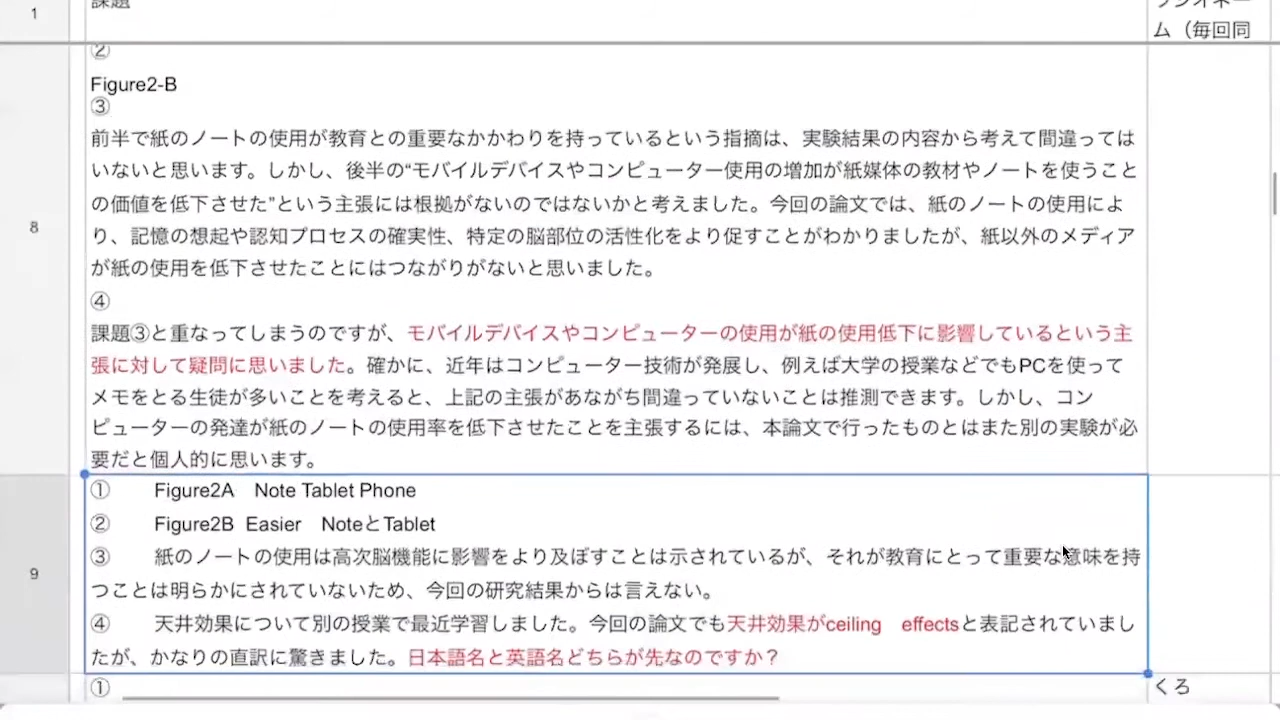 1
課題
ラジオネー
ム（毎回同
②
Figure2-B
③
前半で紙のノートの使用が教育との重要なかかわりを持っているという指摘は、実験結果の内容から考えて間違っては
いないと思います。しかし、後半の“モバイルデバイスやコンピューター使用の増加が紙媒体の教材やノートを使うこと
の価値を低下させた”という主張には根拠がないのではないかと考えました。今回の論文では、紙のノートの使用によ
り、記憶の想起や認知プロセスの確実性、特定の脳部位の活性化をより促すことがわかりましたが、紙以外のメディア
が紙の使用を低下させたことにはつながりがないと思いました。
8
④
課題③と重なってしまうのですが、モバイルデバイスやコンピューターの使用が紙の使用低下に影響しているという主
張に対して疑問に思いました。確かに、近年はコンピューター技術が発展し、例えば大学の授業などでもPCを使って
メモをとる生徒が多いことを考えると、上記の主張があながち間違っていないことは推測できます。しかし、コン
ピューターの発達が紙のノートの使用率を低下させたことを主張するには、本論文で行ったものとはまた別の実験が必
要だと個人的に思います。
① Figure2A Note Tablet Phone
② Figure2B Easier NoteとTablet
③ 紙のノートの使用は高次脳機能に影響をより及ぼすことは示されているが、それが教育にとって重要な意味を持
つことは明らかにされていないため、今回の研究結果からは言えない。
9
④ 天井効果について別の授業で最近学習しました。今回の論文でも天井効果がceiling effectsと表記されていまし
たが、かなりの直訳に驚きました。日本語名と英語名どちらが先なのですか？
①
くろ